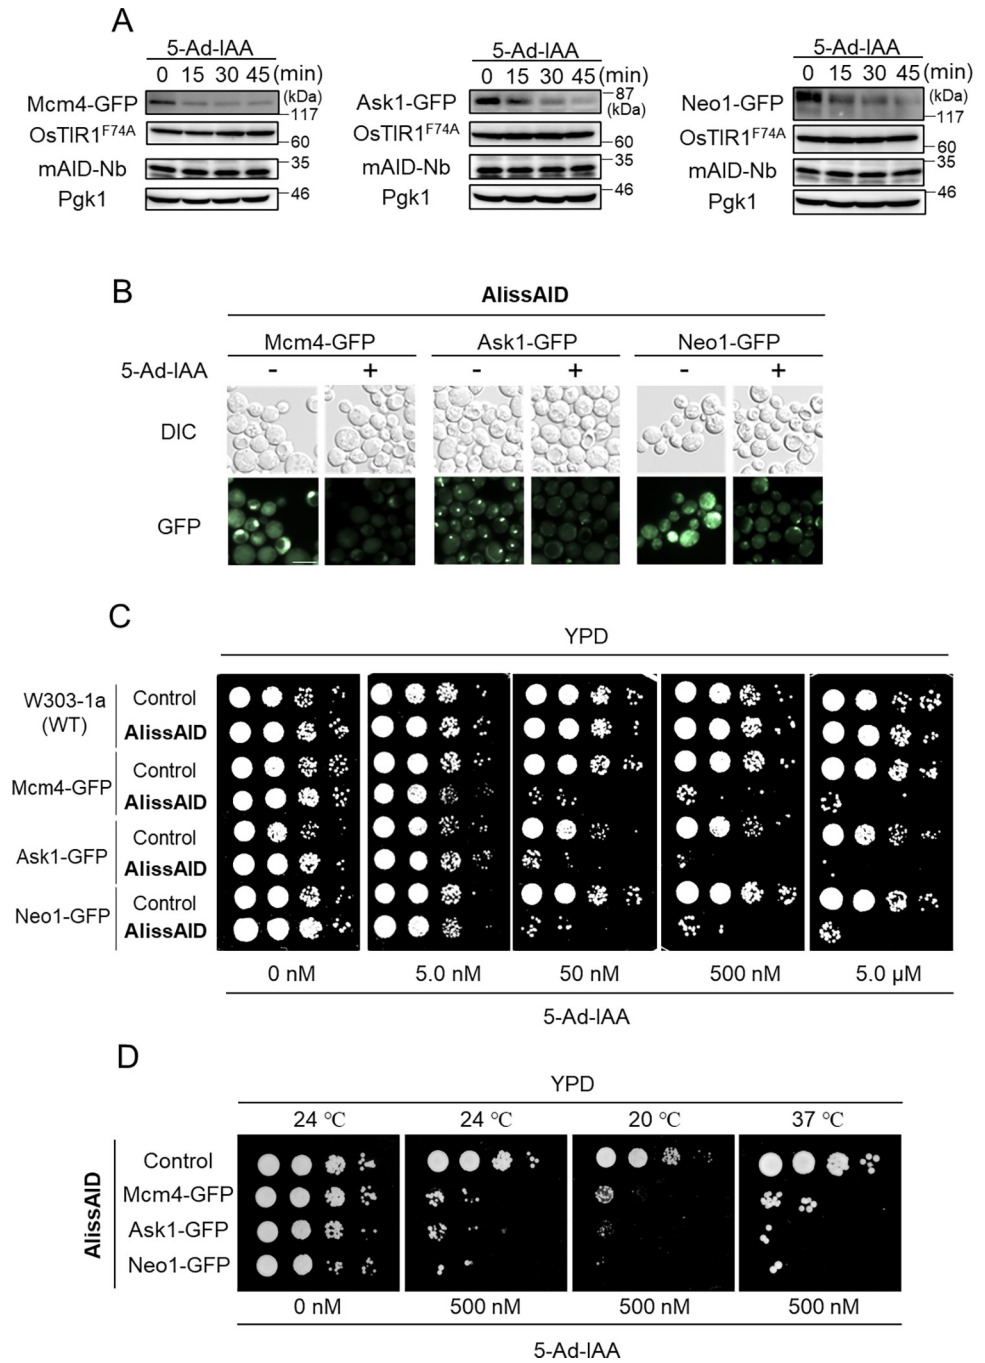 A
5-Ad-IAA
0 15 30 45 (min)
Mcm4-GFP
(kDa)
117
OsTIR1F74A
60
mAID-Nb
35
Pgk1
46
5-Ad-IAA
0 15 30 45 (min)
Ask1-GFP
87
(kDa)
OsTIR1F74A
60
mAID-Nb
35
Pgk1
46
5-Ad-IAA
0 15 30 45 (min)
Neo1-GFP
(kDa)
117
OsTIR1F74A
60
mAID-Nb
35
Pgk1
46
B
AlissAID
Mcm4-GFP Ask1-GFP Neo1-GFP
5-Ad-IAA - + - + - +
DIC
GFP
C
YPD
W303-1a
(WT)
Control
AlissAID
Mcm4-GFP
Control
AlissAID
Ask1-GFP
Control
AlissAID
Neo1-GFP
Control
AlissAID
0 nM 5.0 nM 50 nM 500 nM 5.0 μM
5-Ad-IAA
D
YPD
24 ℃ 24 ℃ 20 ℃ 37 ℃
AlissAID
Control
Mcm4-GFP
Ask1-GFP
Neo1-GFP
0 nM 500 nM 500 nM 500 nM
5-Ad-IAA